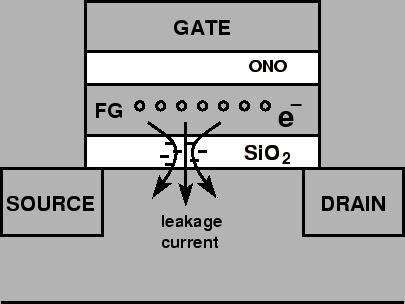 GATE
ONO
FG e⁻
SiO₂
SOURCE
DRAIN
leakage
current